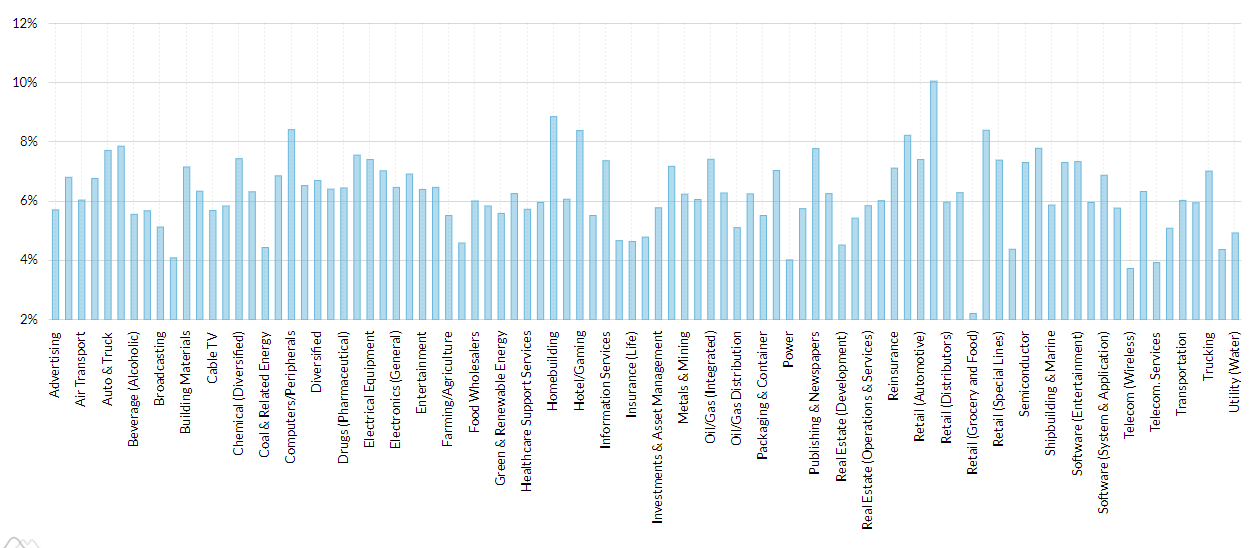 12%
10%
8%
6%
4%
2%
Advertising
Air Transport
Auto & Truck
Beverage (Alcoholic)
Broadcasting
Building Materials
Cable TV
Chemical (Diversified)
Coal & Related Energy
Computers/Peripherals
Diversified
Drugs (Pharmaceutical)
Electrical Equipment
Electronics (General)
Entertainment
Farming/Agriculture
Food Wholesalers
Green & Renewable Energy
Healthcare Support Services
Homebuilding
Hotel/Gaming
Information Services
Insurance (Life)
Investments & Asset Management
Metals & Mining
Oil/Gas (Integrated)
Oil/Gas Distribution
Packaging & Container
Power
Publishing & Newspapers
Real Estate (Development)
Real Estate (Operations & Services)
Reinsurance
Retail (Automotive)
Retail (Distributors)
Retail (Grocery and Food)
Retail (Special Lines)
Semiconductor
Shipbuilding & Marine
Software (Entertainment)
Software (System & Application)
Telecom (Wireless)
Telecom. Services
Transportation
Trucking
Utility (Water)